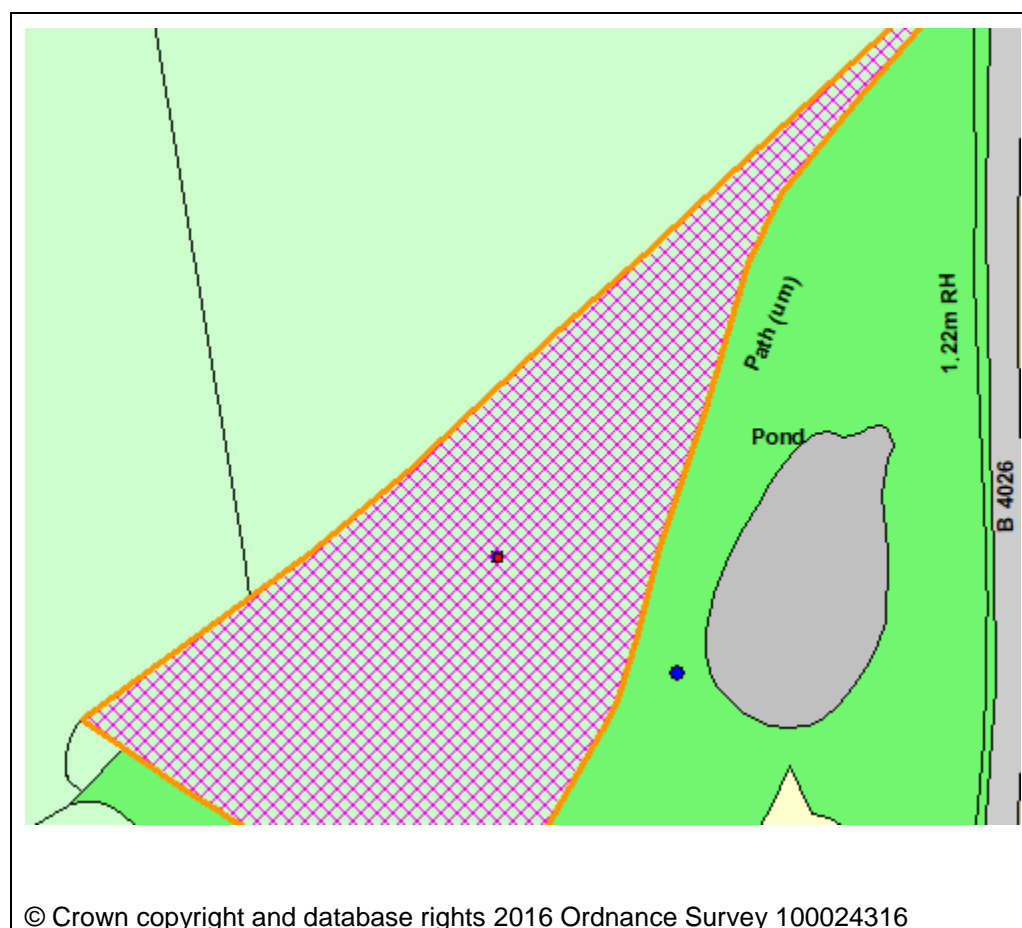 Path (um)
1.22m RH
Pond
B 4026
© Crown copyright and database rights 2016 Ordnance Survey 100024316